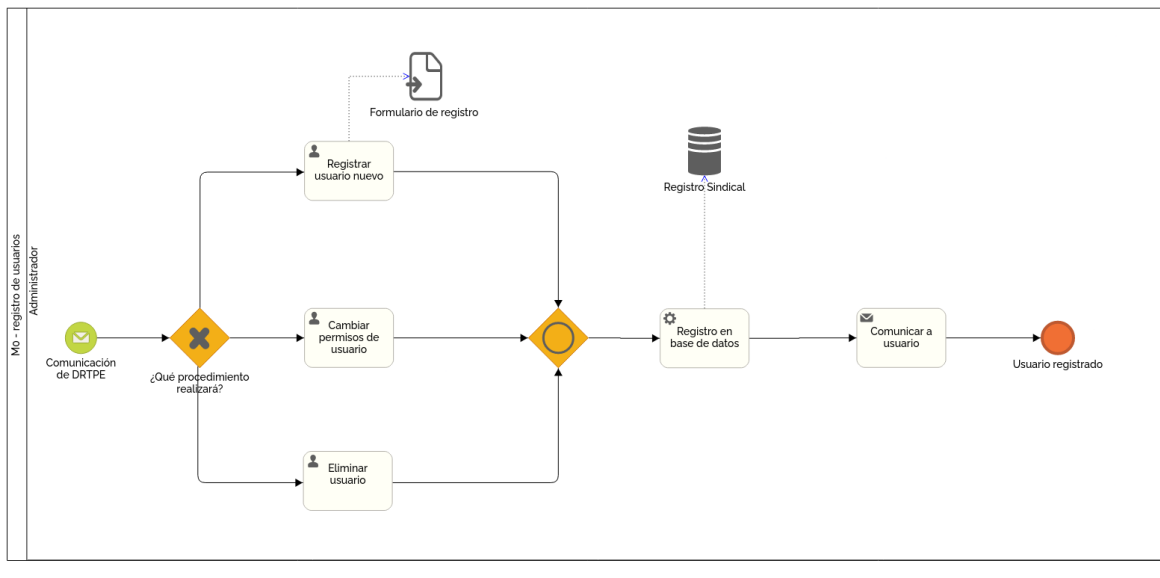 Mo - registro de usuarios
Administrador
Comunicación
de DRTPE
¿Qué procedimiento
realizará?
Formulario de registro
Registrar
usuario nuevo
Cambiar
permisos de
usuario
Eliminar
usuario
Registro Sindical
Registro en
base de datos
Comunicar a
usuario
Usuario registrado